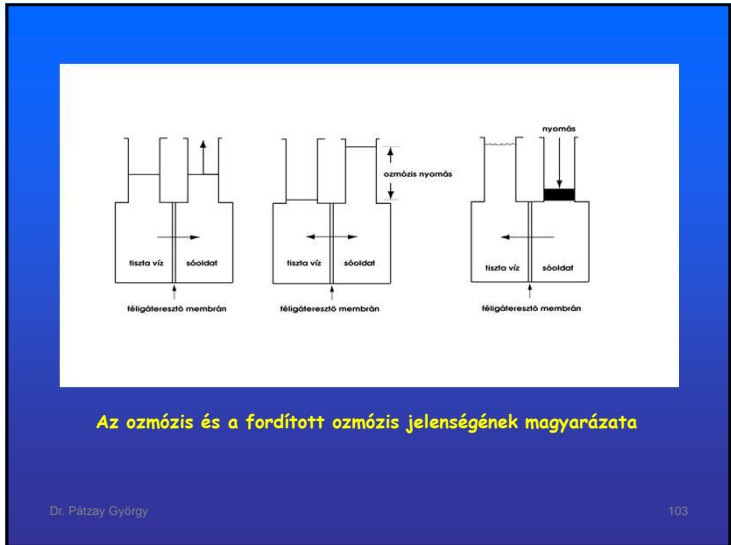 tiszta víz sóoldat
féligáteresztő membrán
ozmózis nyomás
tiszta víz sóoldat
féligáteresztő membrán
nyomás
tiszta víz sóoldat
féligáteresztő membrán
Az ozmózis és a fordított ozmózis jelenségének magyarázata
Dr. Pátzay György
103